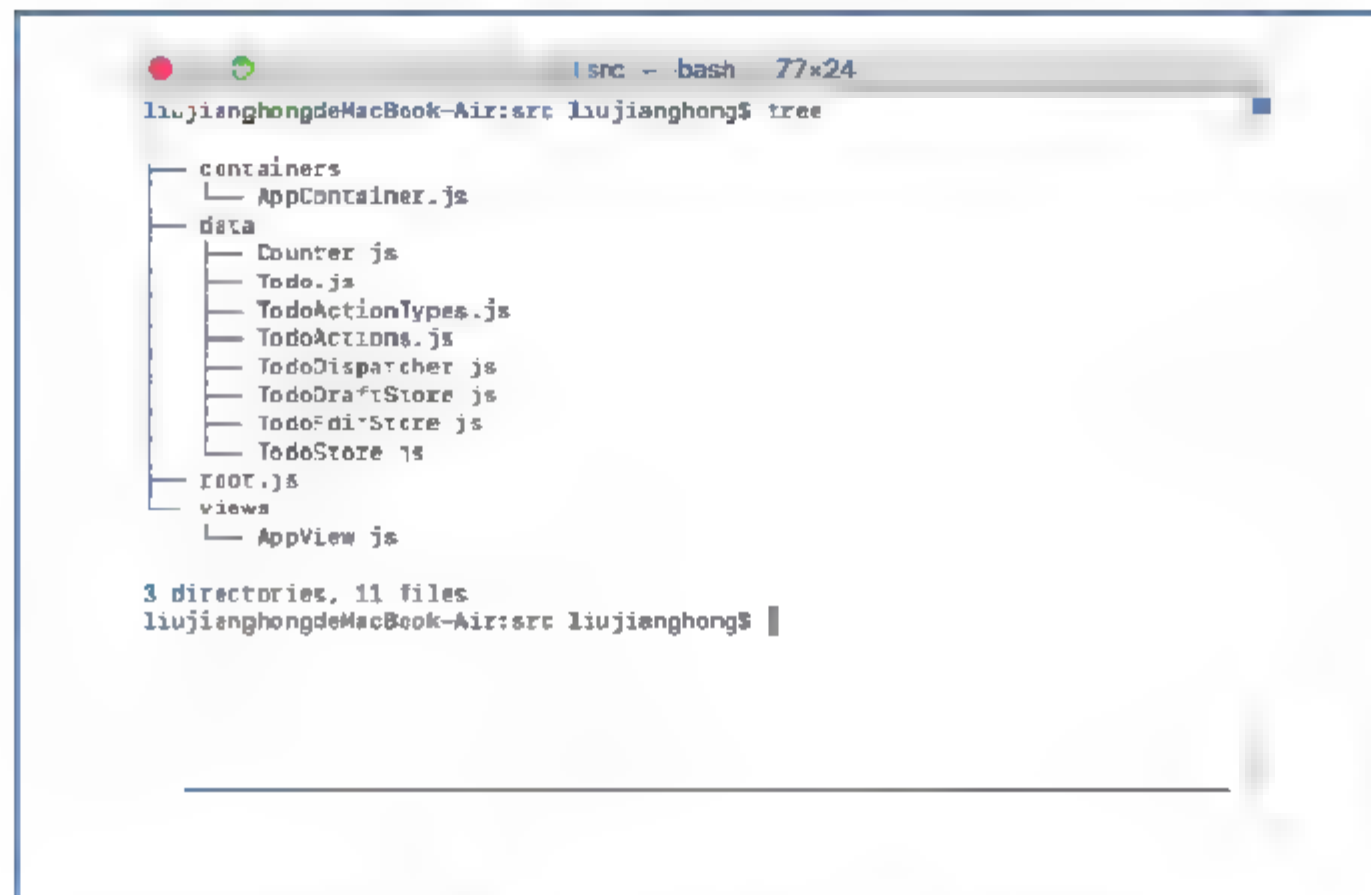 src — bash 77×24
liujianghongdeMacBook-Air:src liujianghong$ tree
├── containers
│   └── AppContainer.js
├── data
│   ├── Counter js
│   ├── Todo.js
│   ├── TodoActionTypes.js
│   ├── TodoActions.js
│   ├── TodoDispatcher js
│   ├── TodoDraftStore js
│   ├── TodoEditStore js
│   └── TodoStore js
├── root.js
└── views
    └── AppView js
3 directories, 11 files
liujianghongdeMacBook-Air:src liujianghong$